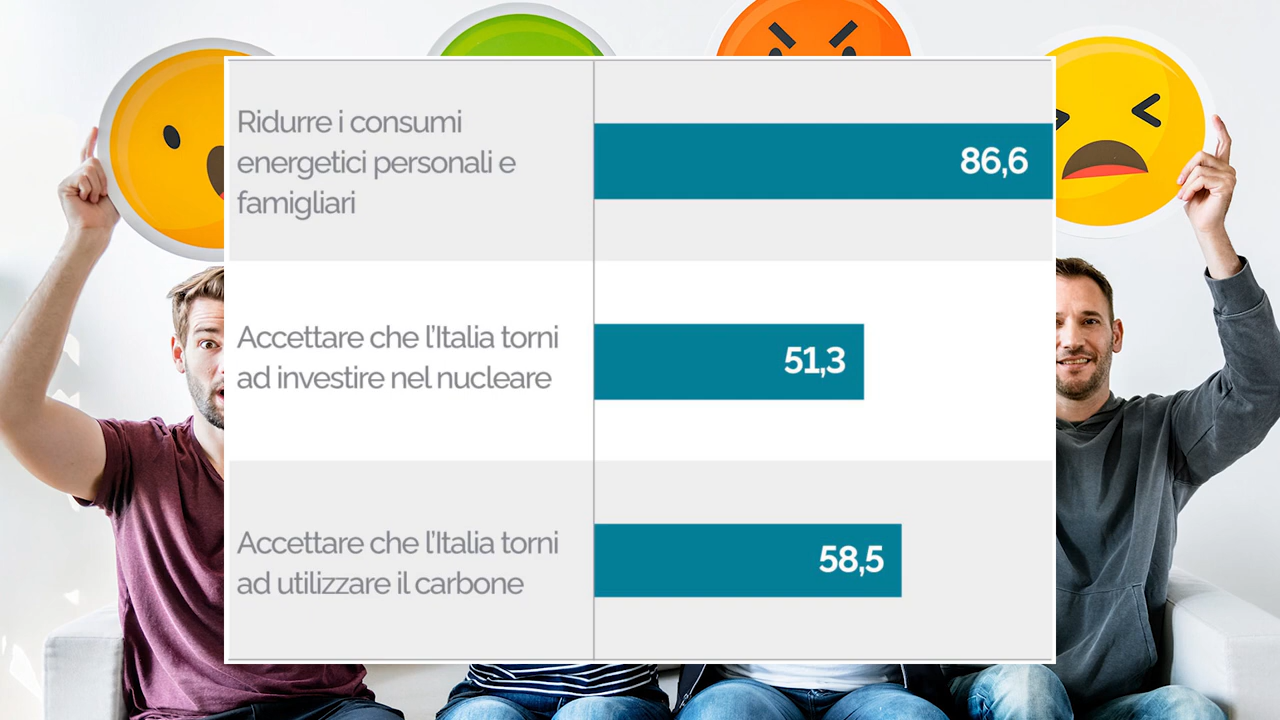 Ridurre i consumi
energetici personali e
famigliari
86,6
Accettare che l'Italia torni
ad investire nel nucleare
51,3
Accettare che l'Italia torni
ad utilizzare il carbone
58,5